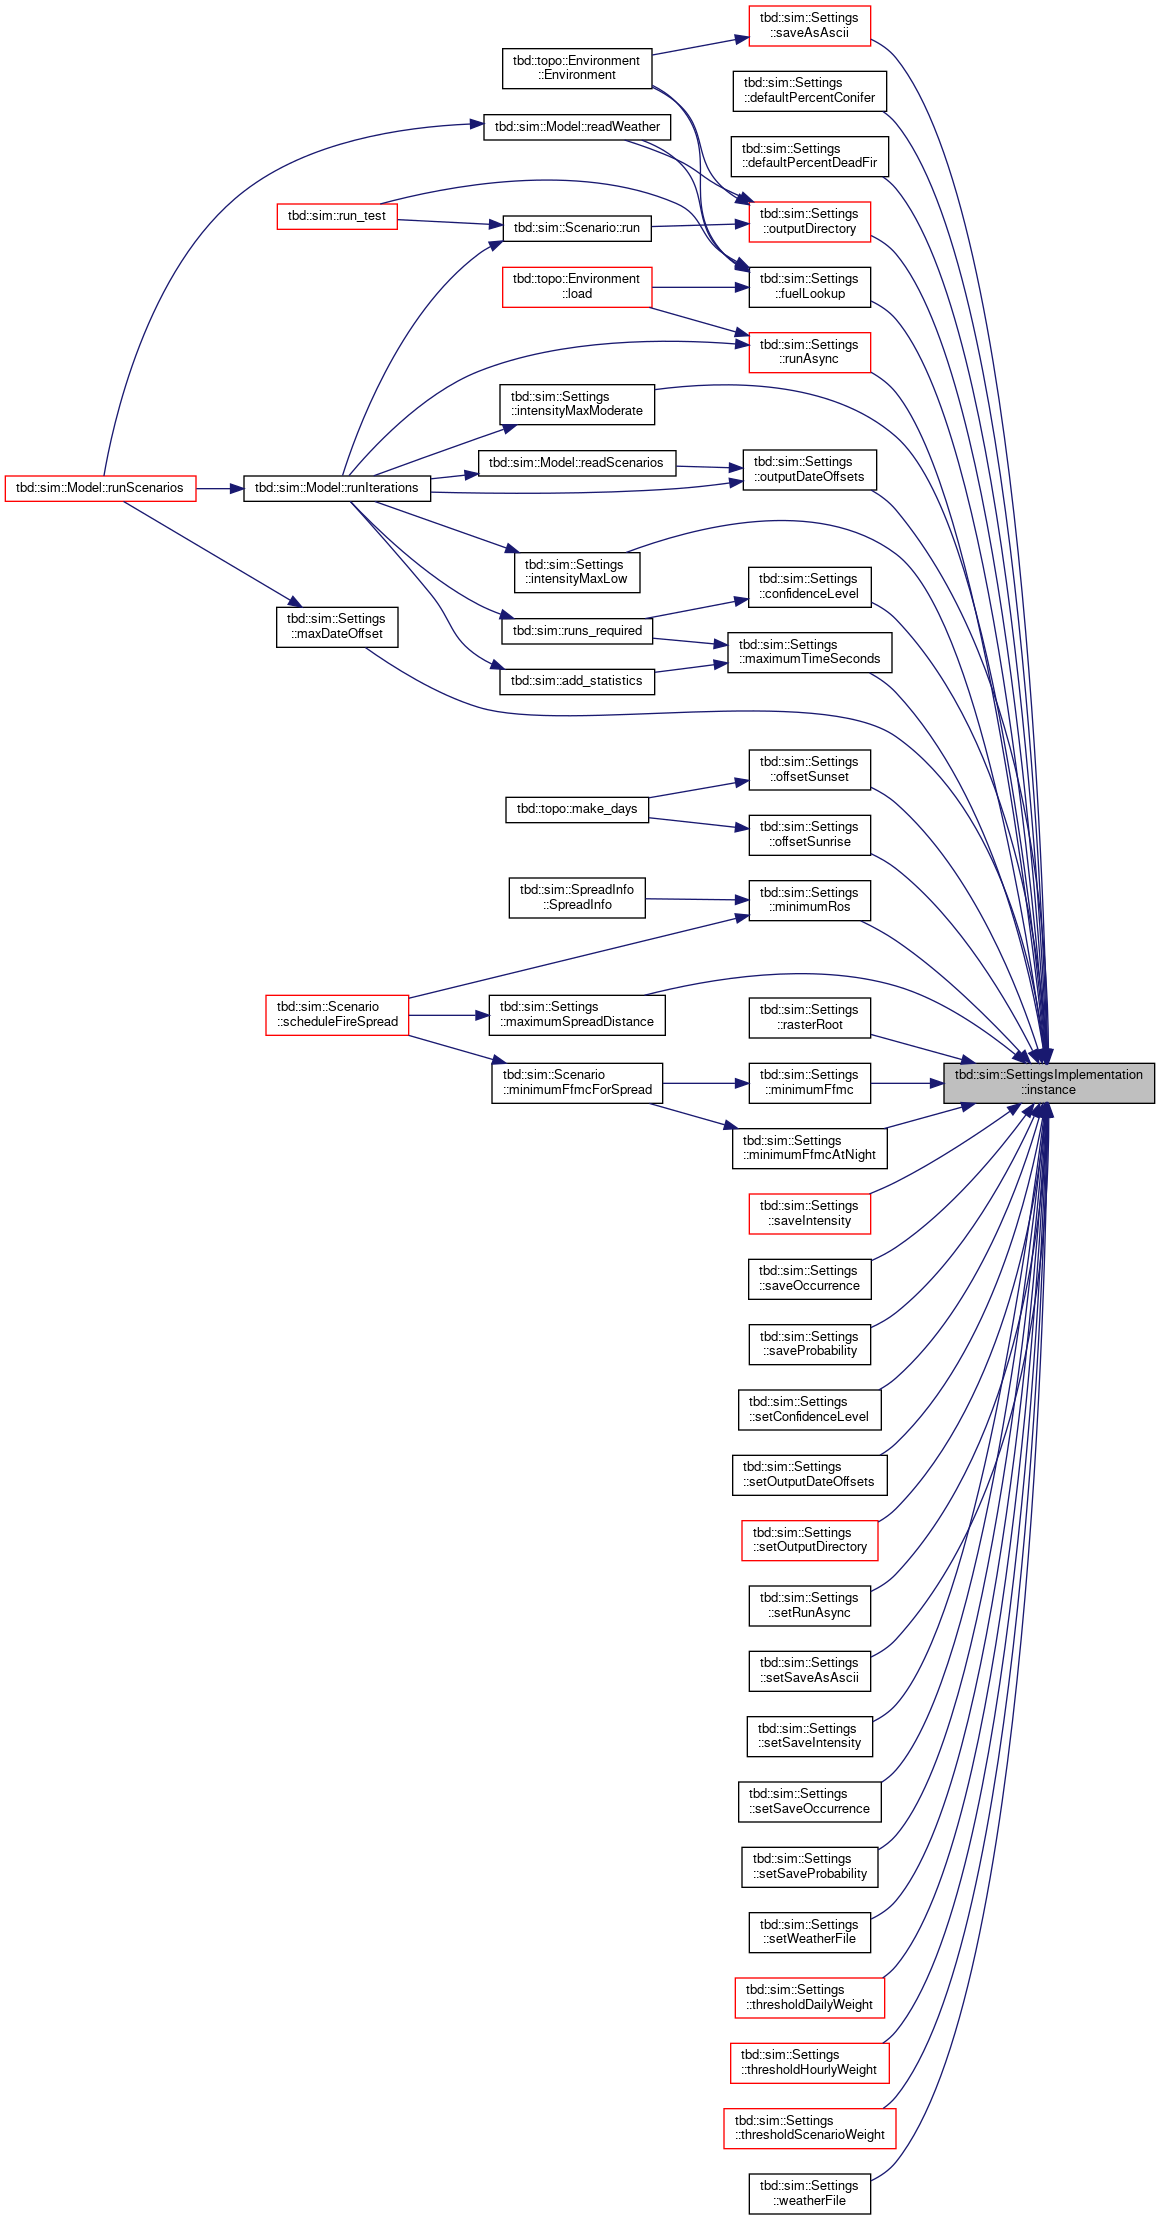 tbd::sim::Settings
::saveAsAscii
tbd::topo::Environment
::Environment
tbd::sim::Settings
::defaultPercentConifer
tbd::sim::Model::readWeather
tbd::sim::Settings
::defaultPercentDeadFir
tbd::sim::run_test
tbd::sim::Scenario::run
tbd::sim::Settings
::outputDirectory
tbd::topo::Environment
::load
tbd::sim::Settings
::fuelLookup
tbd::sim::Settings
::runAsync
tbd::sim::Settings
::intensityMaxModerate
tbd::sim::Model::readScenarios
tbd::sim::Settings
::outputDateOffsets
tbd::sim::Model::runScenarios
tbd::sim::Model::runIterations
tbd::sim::Settings
::intensityMaxLow
tbd::sim::Settings
::confidenceLevel
tbd::sim::Settings
::maxDateOffset
tbd::sim::runs_required
tbd::sim::Settings
::maximumTimeSeconds
tbd::sim::add_statistics
tbd::sim::Settings
::offsetSunset
tbd::topo::make_days
tbd::sim::Settings
::offsetSunrise
tbd::sim::SpreadInfo
::SpreadInfo
tbd::sim::Settings
::minimumRos
tbd::sim::Scenario
::scheduleFireSpread
tbd::sim::Settings
::maximumSpreadDistance
tbd::sim::Settings
::rasterRoot
tbd::sim::Scenario
::minimumFfmcForSpread
tbd::sim::Settings
::minimumFfmc
tbd::sim::SettingsImplementation
::instance
tbd::sim::Settings
::minimumFfmcAtNight
tbd::sim::Settings
::saveIntensity
tbd::sim::Settings
::saveOccurrence
tbd::sim::Settings
::saveProbability
tbd::sim::Settings
::setConfidenceLevel
tbd::sim::Settings
::setOutputDateOffsets
tbd::sim::Settings
::setOutputDirectory
tbd::sim::Settings
::setRunAsync
tbd::sim::Settings
::setSaveAsAscii
tbd::sim::Settings
::setSaveIntensity
tbd::sim::Settings
::setSaveOccurrence
tbd::sim::Settings
::setSaveProbability
tbd::sim::Settings
::setWeatherFile
tbd::sim::Settings
::thresholdDailyWeight
tbd::sim::Settings
::thresholdHourlyWeight
tbd::sim::Settings
::thresholdScenarioWeight
tbd::sim::Settings
::weatherFile